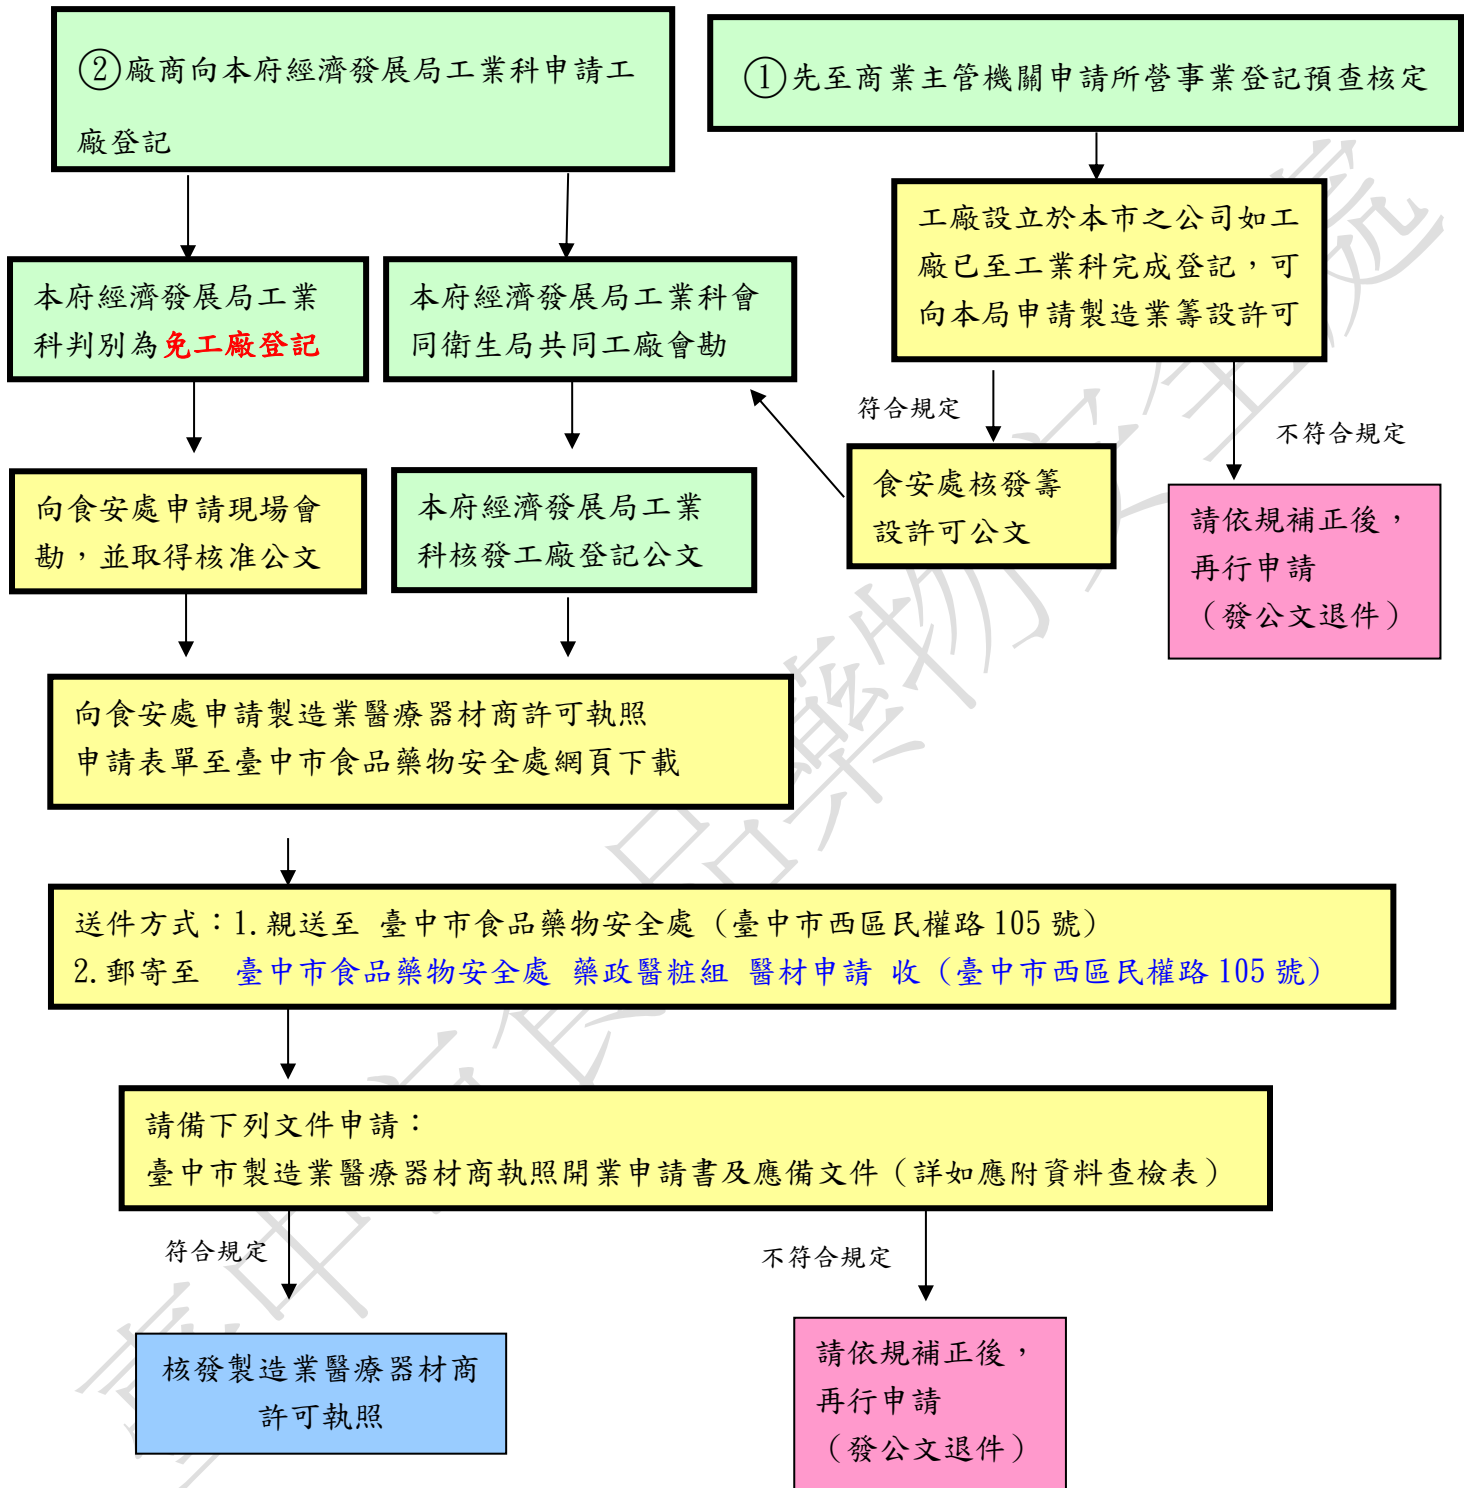 ②廠商向本府經濟發展局工業科申請工
廠登記
①先至商業主管機關申請所營事業登記預查核定
工廠設立於本市之公司如工
廠已至工業科完成登記，可
向本局申請製造業籌設許可
本府經濟發展局工業
科判別為免工廠登記
本府經濟發展局工業科會
同衛生局共同工廠會勘
符合規定
不符合規定
向食安處申請現場會
勘，並取得核准公文
本府經濟發展局工業
科核發工廠登記公文
食安處核發籌
設許可公文
請依規補正後，
再行申請
（發公文退件）
向食安處申請製造業醫療器材商許可執照
申請表單至臺中市食品藥物安全處網頁下載
送件方式：1.親送至 臺中市食品藥物安全處（臺中市西區民權路 105 號）
2.郵寄至 臺中市食品藥物安全處 藥政醫粧組 醫材申請 收（臺中市西區民權路 105 號）
請備下列文件申請：
臺中市製造業醫療器材商執照開業申請書及應備文件（詳如應附資料查檢表）
符合規定
不符合規定
核發製造業醫療器材商
許可執照
請依規補正後，
再行申請
（發公文退件）
臺中市食品藥物安全處